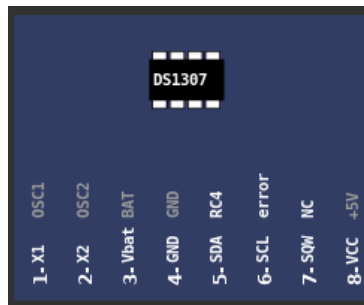 DS1307
1-X1 OSC1
2-X2 OSC2
3-Vbat BAT
4-GND GND
5-SDA RC4
6-SCL error
7-SQW NC
8-VCC +5V